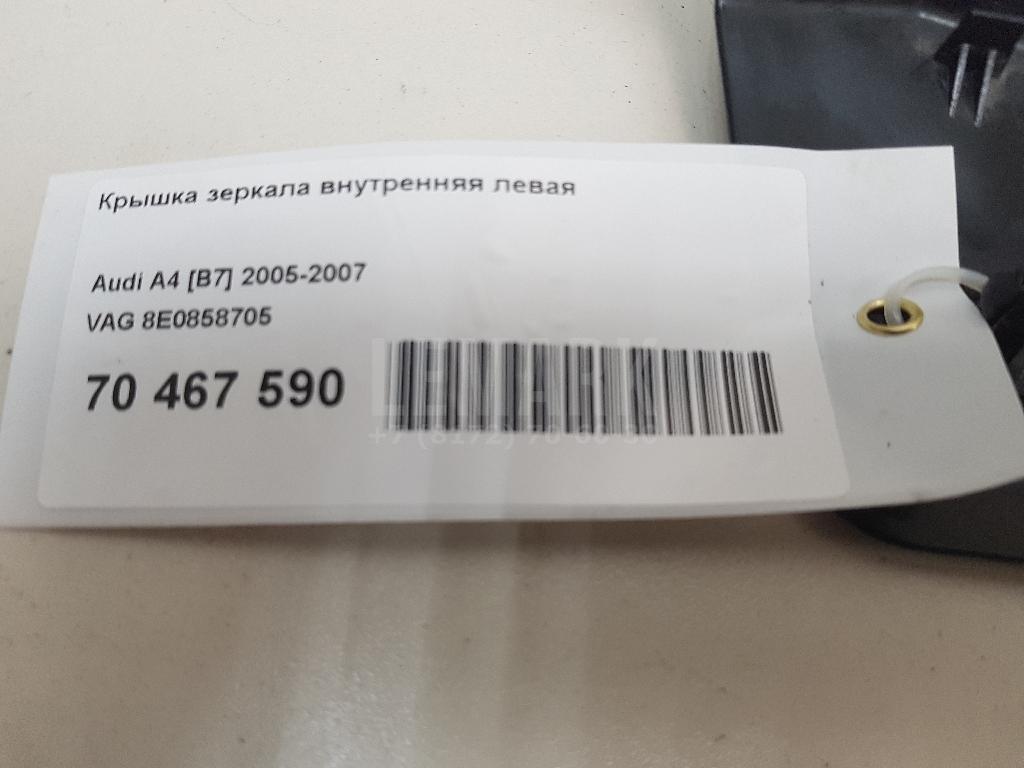 Крышка зеркала внутренняя левая
Audi A4 [B7] 2005-2007
VAG 8E0858705
70 467 590